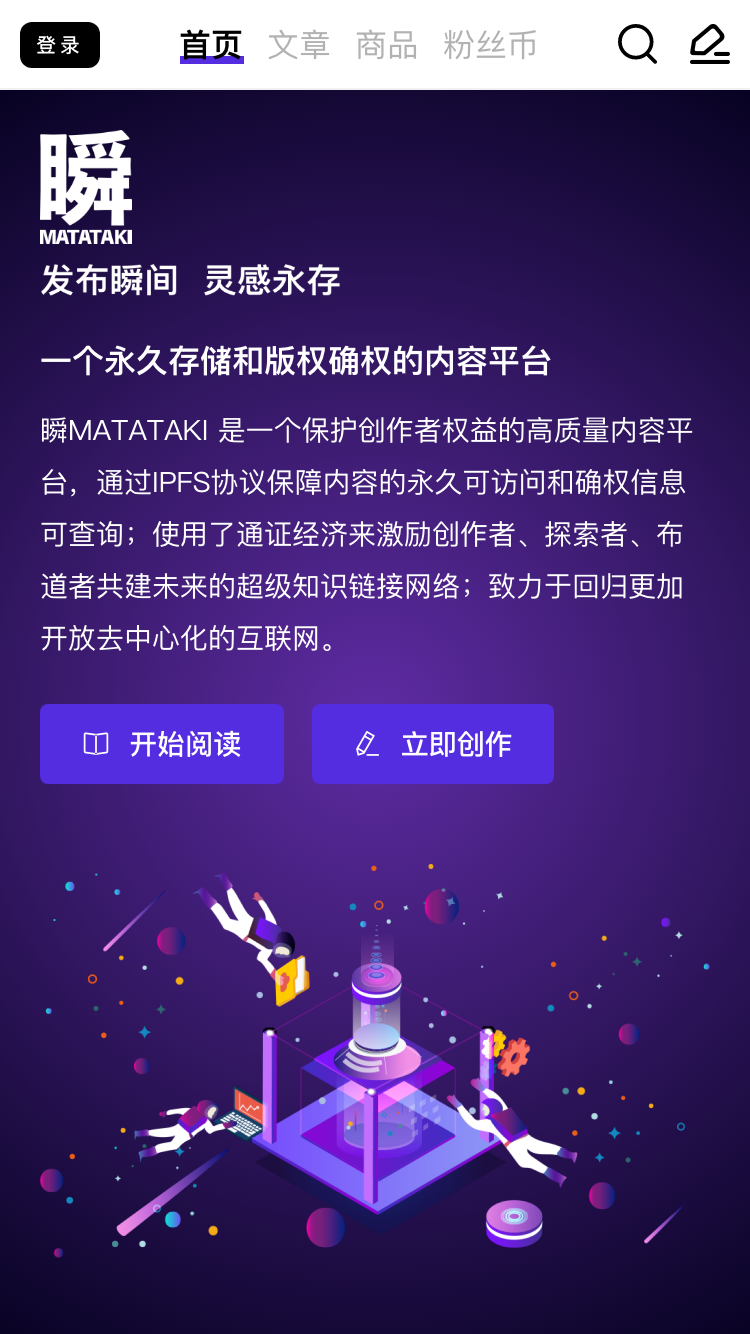 登录 首页 文章 商品 粉丝币
瞬
MATATAKI
发布瞬间 灵感永存
一个永久存储和版权确权的内容平台
瞬MATATAKI 是一个保护创作者权益的高质量内容平
台，通过IPFS协议保障内容的永久可访问和确权信息
可查询；使用了通证经济来激励创作者、探索者、布
道者共建未来的超级知识链接网络；致力于回归更加
开放去中心化的互联网。
开始阅读 立即创作